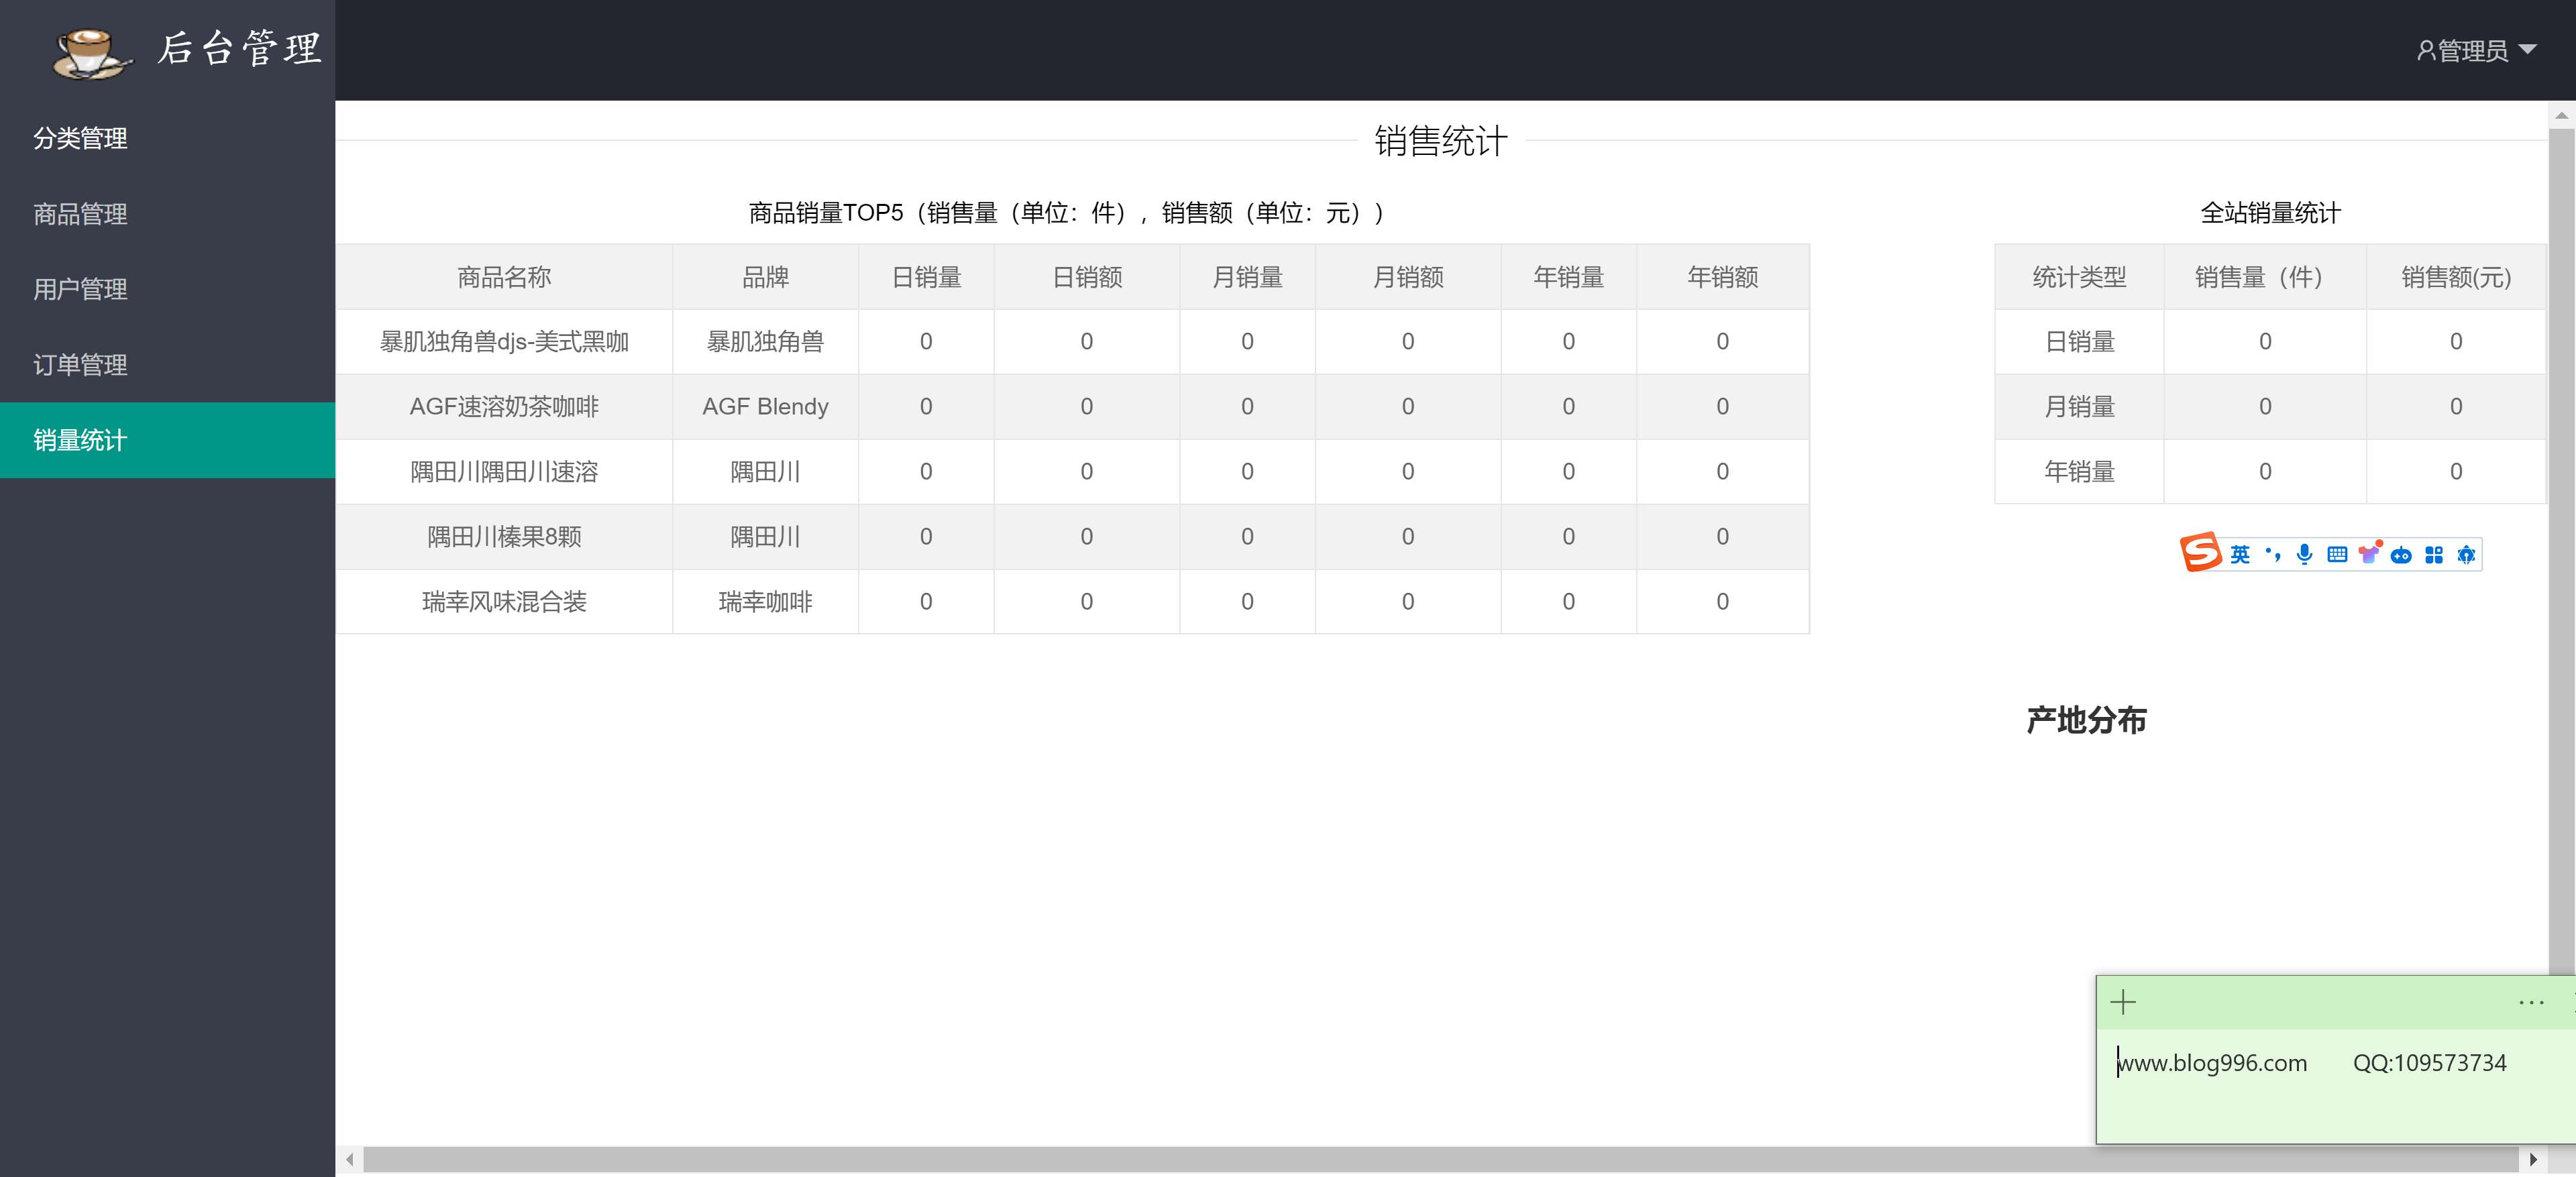 后台管理
管理员
分类管理
商品管理
用户管理
订单管理
销量统计
销售统计
商品销量TOP5（销售量（单位：件），销售额（单位：元））
商品名称 品牌 日销量 日销额 月销量 月销额 年销量 年销额
暴肌独角兽djs-美式黑咖 暴肌独角兽 0 0 0 0 0 0
AGF速溶奶茶咖啡 AGF Blendy 0 0 0 0 0 0
隅田川隅田川速溶 隅田川 0 0 0 0 0 0
隅田川榛果8颗 隅田川 0 0 0 0 0 0
瑞幸风味混合装 瑞幸咖啡 0 0 0 0 0 0
全站销量统计
统计类型 销售量（件） 销售额(元)
日销量 0 0
月销量 0 0
年销量 0 0
英
产地分布
www.blog996.com QQ:109573734